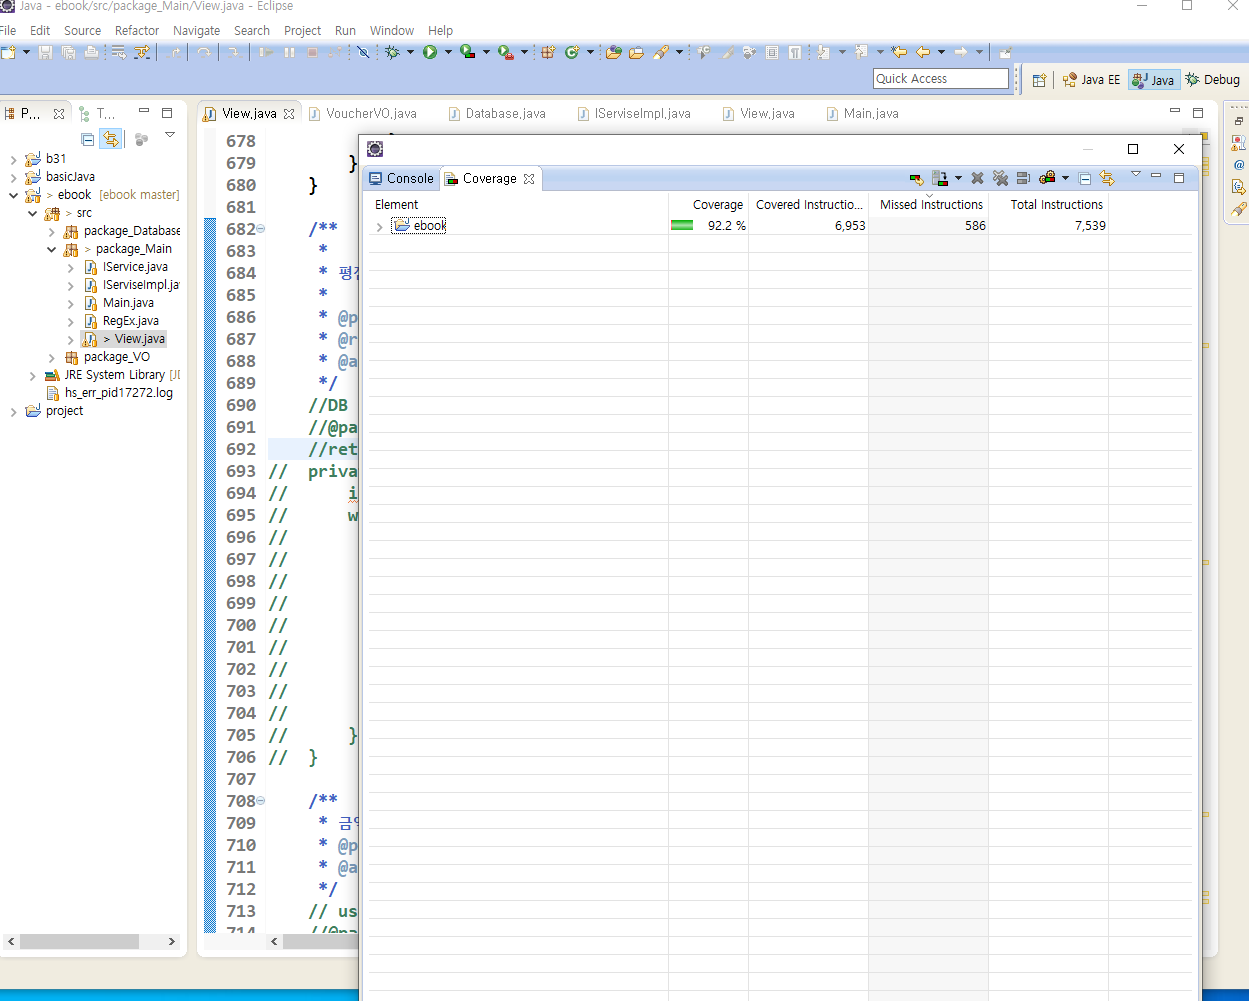 Java - ebook/src/package_Main/View.java - Eclipse
File Edit Source Refactor Navigate Search Project Run Window Help
Quick Access
Java EE Java Debug
P... T...
b31
basicJava
> ebook [ebook master]
> src
package_Database
> package_Main
IService.java
IServiseImpl.ja
Main.java
RegEx.java
> View.java
package_VO
JRE System Library
hs_err_pid17272.log
project
View.java VoucherVO.java Database.java IServiseImpl.java View.java Main.java
678
679 }
680 }
681
682 /**
683 *
684 *
685 *
686 * @p
687 * @r
688 * @a
689 */
690 //DB
691 //@pa
692 //ret
693 // priva
694 // i
695 // w
696 //
697 //
698 //
699 //
700 //
701 //
702 //
703 //
704 //
705 // }
706 // }
707
708 /**
709 *
710 * @p
711 * @a
712 */
713 // us
714 //@pa
Console Coverage
Element Coverage Covered Instructio... Missed Instructions Total Instructions
ebook 92.2 % 6,953 586 7,539